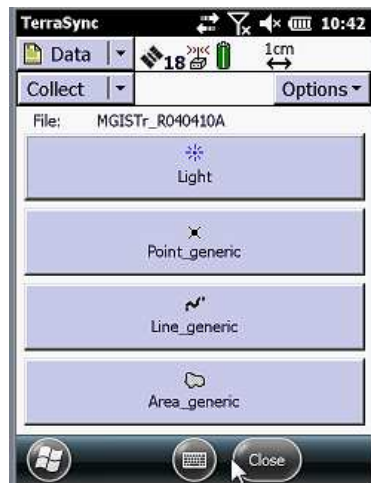 TerraSync 10:42
Data 18 1cm
Collect Options
File: MGISTr_R040410A
Light
Point_generic
Line_generic
Area_generic
Close